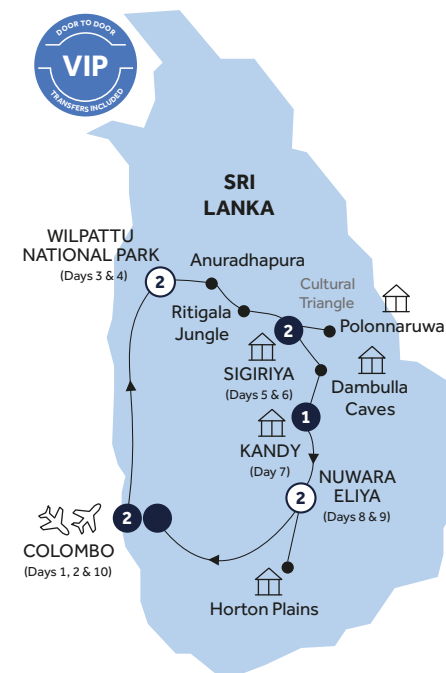 DOOR TO DOOR
VIP
TRANSFERS INCLUDED
SRI
LANKA
WILPATTU
NATIONAL PARK
(Days 3 & 4)
2
Anuradhapura
Ritigala
Jungle
Cultural
Triangle
2
Polonnaruwa
SIGIRIYA
(Days 5 & 6)
Dambulla
Caves
1
KANDY
(Day 7)
2
NUWARA
ELIYA
(Days 8 & 9)
2
COLOMBO
(Days 1, 2 & 10)
Horton Plains